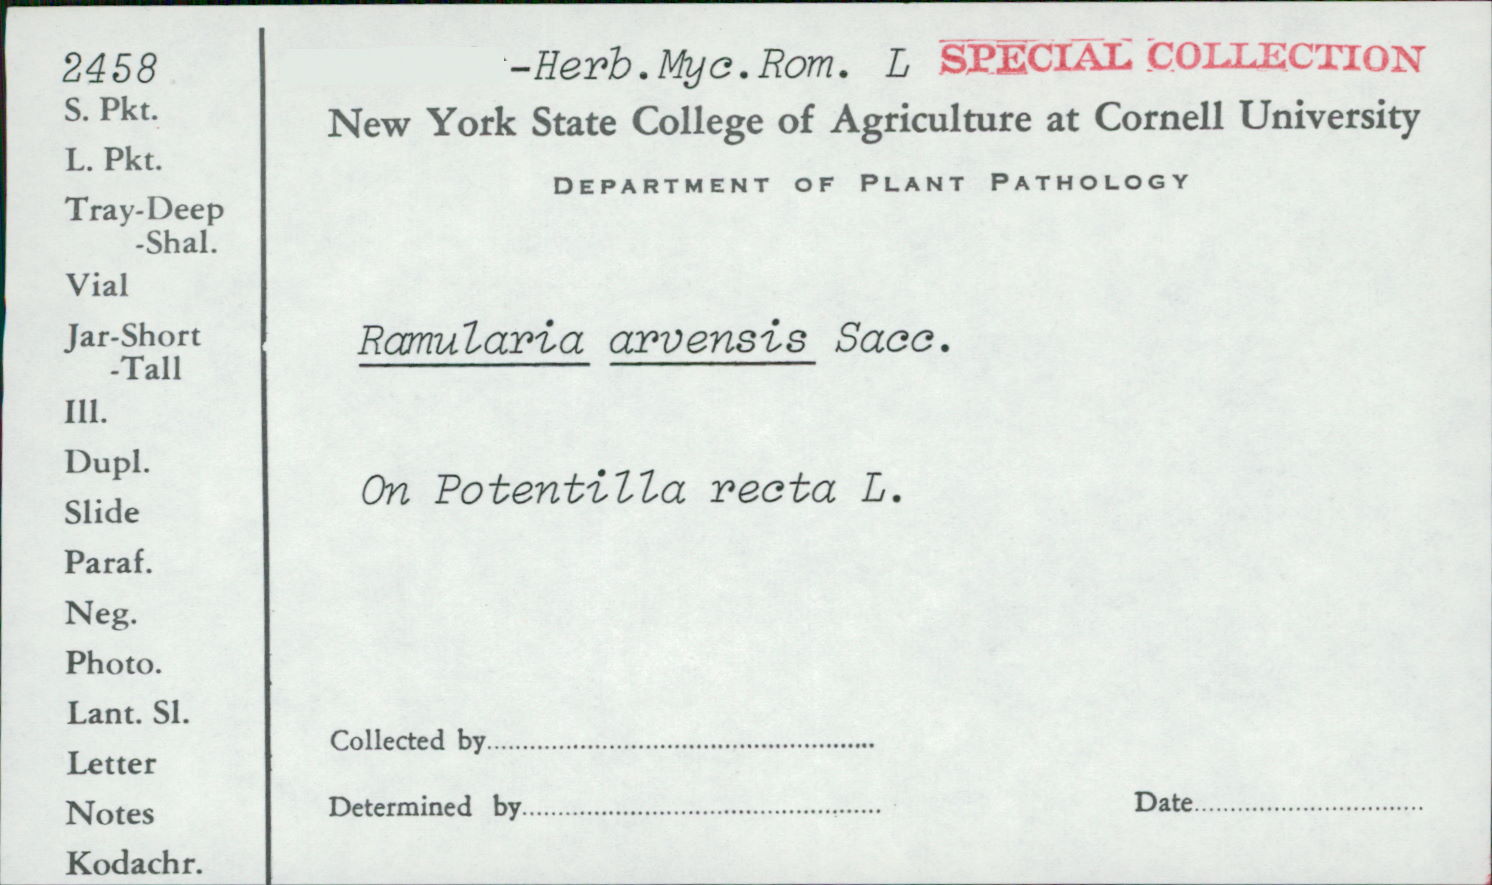 2458
S. Pkt.
L. Pkt.
Tray-Deep
-Shal.
Vial
Jar-Short
-Tall
Ill.
Dupl.
Slide
Paraf.
Neg.
Photo.
Lant. Sl.
Letter
Notes
Kodachr.
-Herb.Myc.Rom. L SPECIAL COLLECTION
New York State College of Agriculture at Cornell University
DEPARTMENT OF PLANT PATHOLOGY
Ramularia arvensis Sacc.
On Potentilla recta L.
Collected by
Determined by
Date